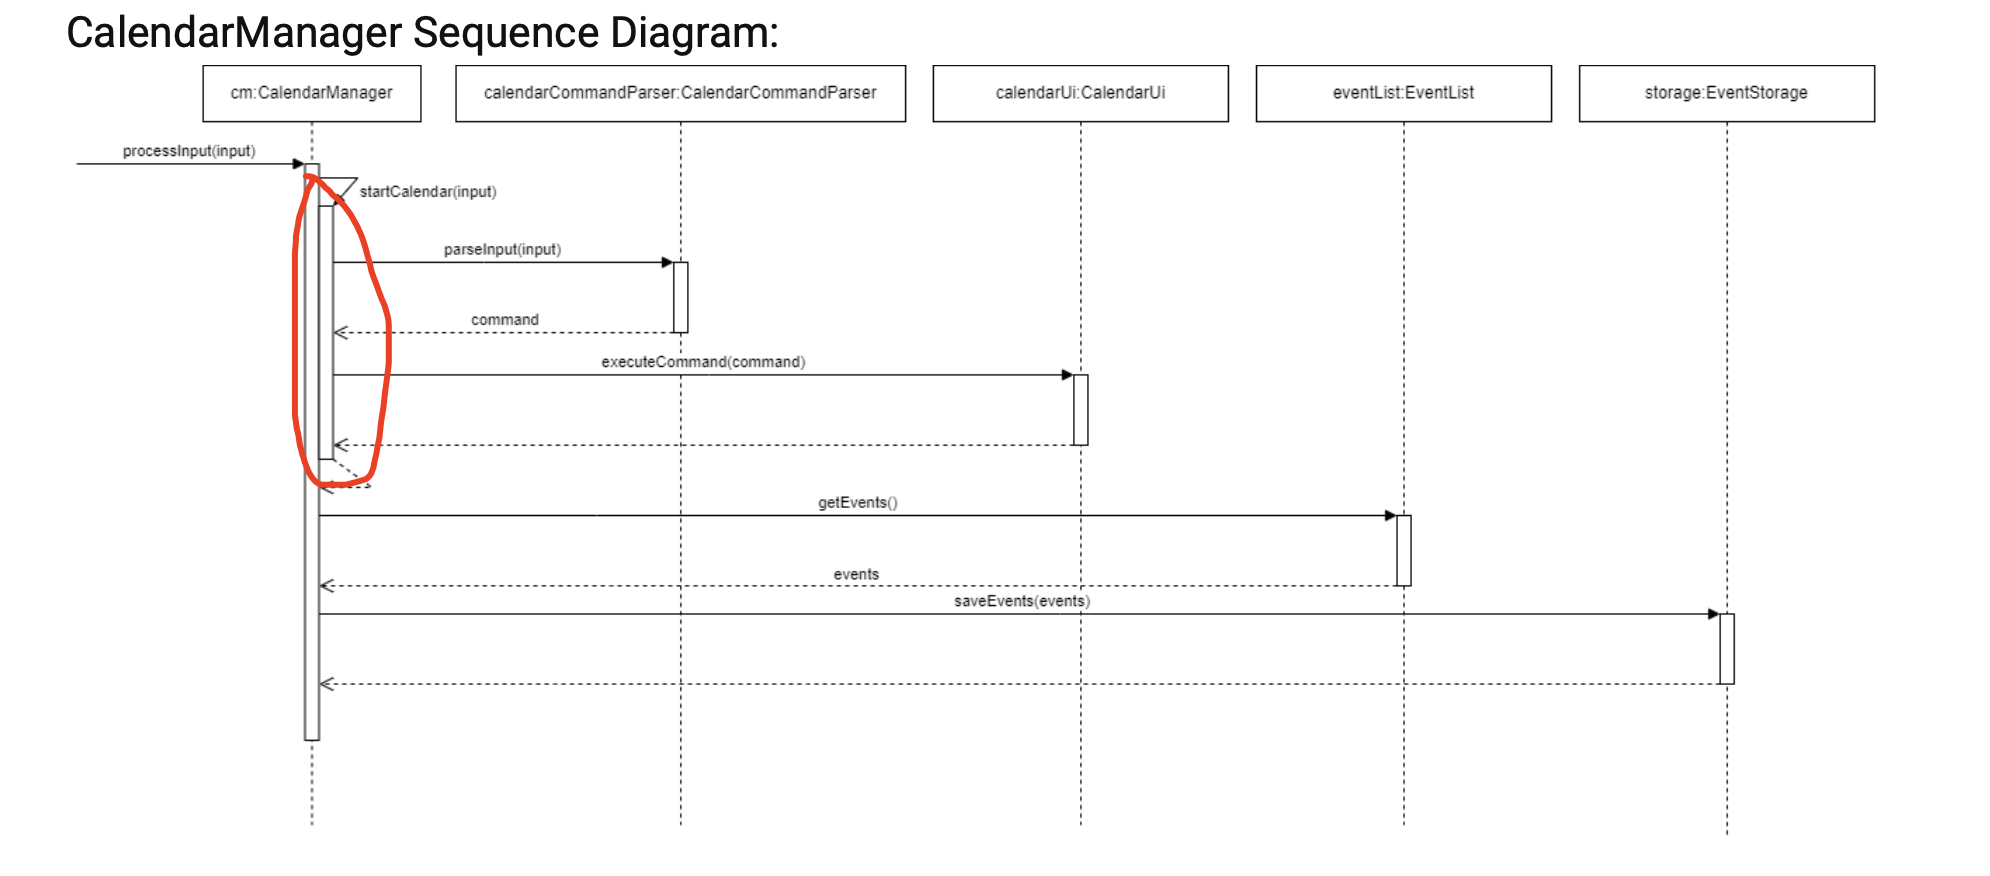 CalendarManager Sequence Diagram:
cm:CalendarManager
calendarCommandParser:CalendarCommandParser
calendarUi:CalendarUi
eventList:EventList
storage:EventStorage
processInput(input)
startCalendar(input)
parseInput(input)
command
executeCommand(command)
getEvents()
events
saveEvents(events)